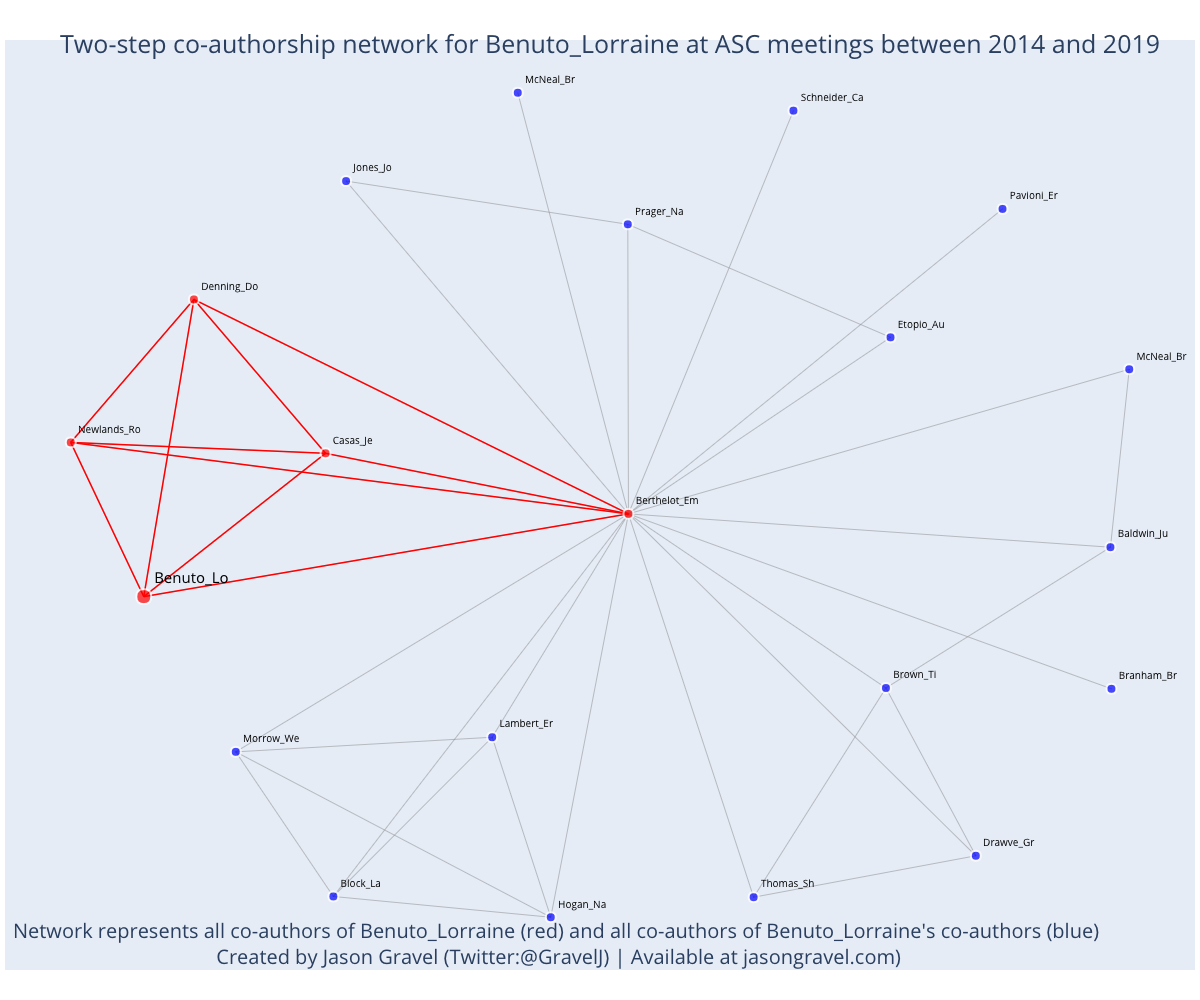 Two-step co-authorship network for Benuto_Lorraine at ASC meetings between 2014 and 2019
McNeal_Br
Schneider_Ca
Jones_Jo
Pavioni_Er
Prager_Na
Denning_Do
Etopio_Au
McNeal_Br
Newlands_Ro
Casas_Je
Berthelot_Em
Baldwin_Ju
Benuto_Lo
Brown_Ti
Branham_Br
Lambert_Er
Morrow_We
Drawve_Gr
Block_La
Thomas_Sh
Hogan_Na
Network represents all co-authors of Benuto_Lorraine (red) and all co-authors of Benuto_Lorraine's co-authors (blue)
Created by Jason Gravel (Twitter:@GravelJ) | Available at jasongravel.com)